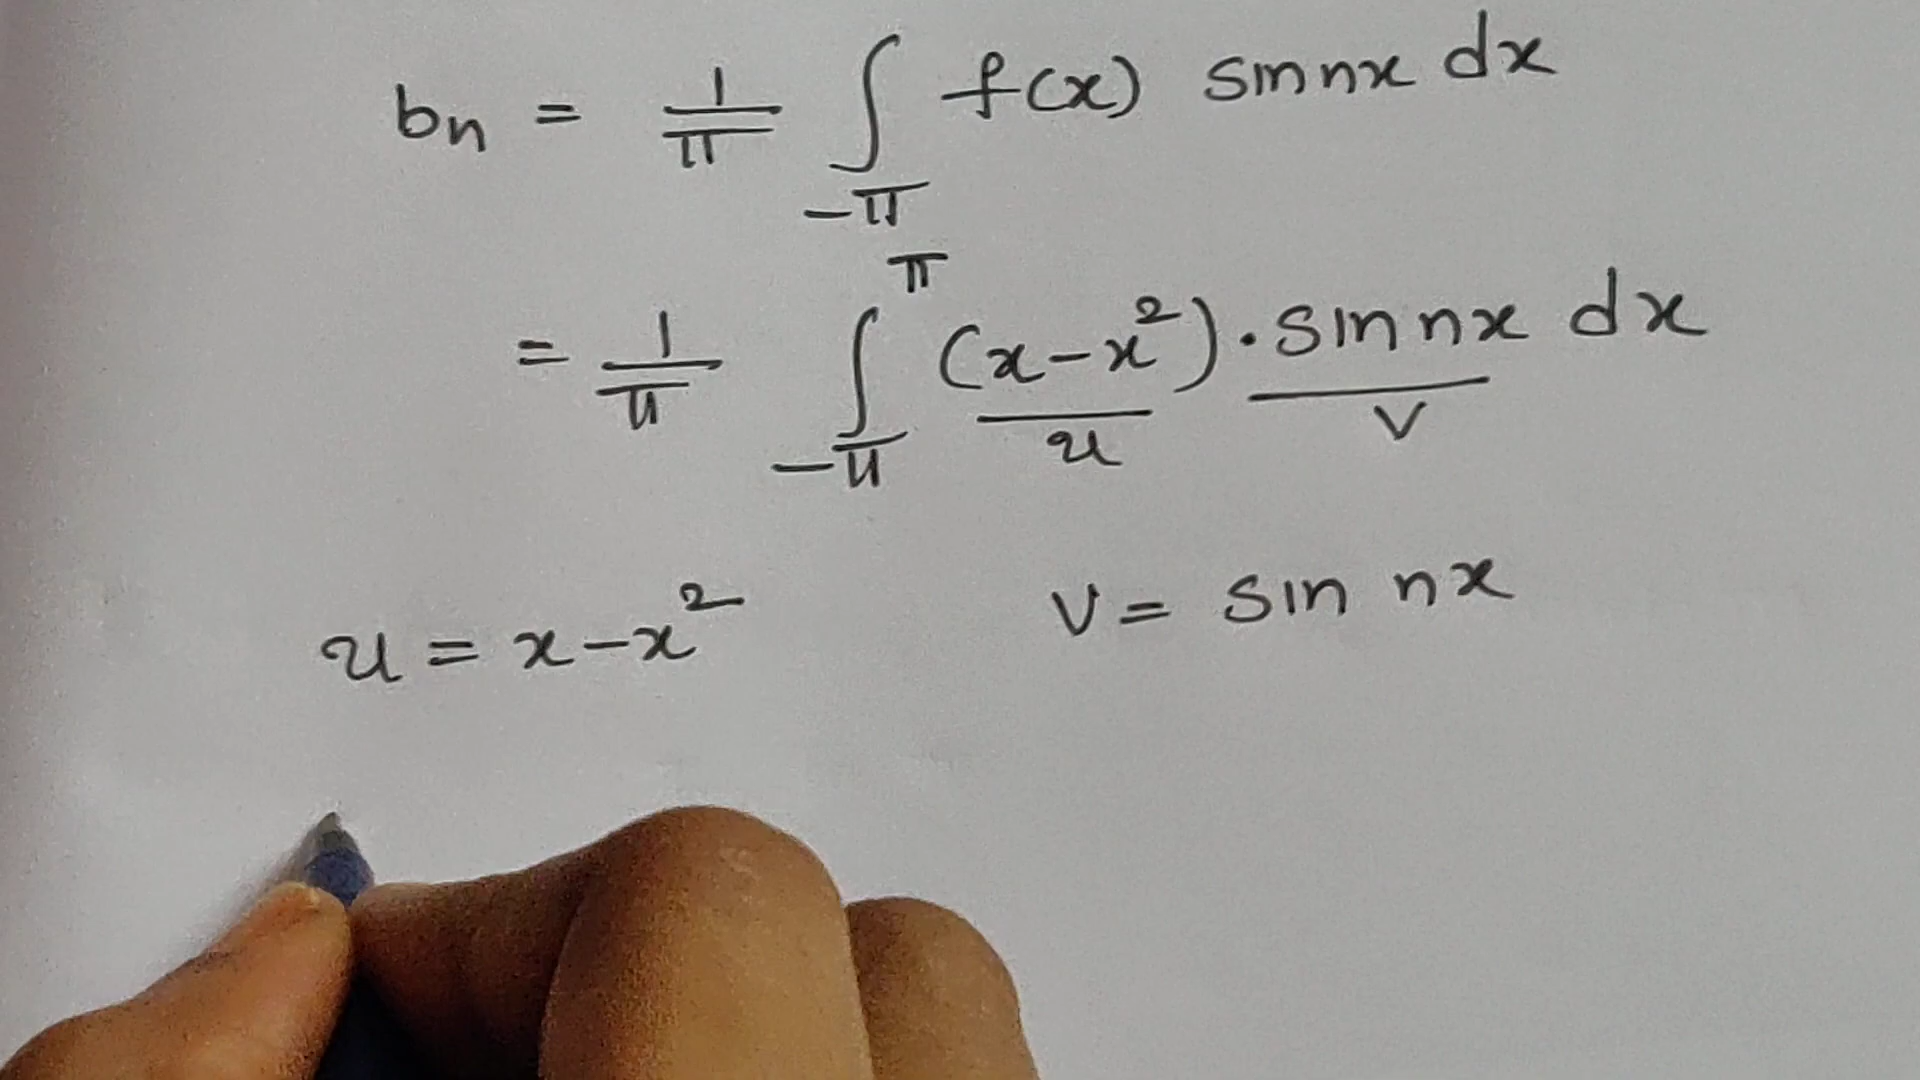 bn = 1/π ∫ f(x) sin nx dx
-π
π
= 1/π ∫ (x-x²) · sin nx dx
-π u v
u = x-x² v = sin nx